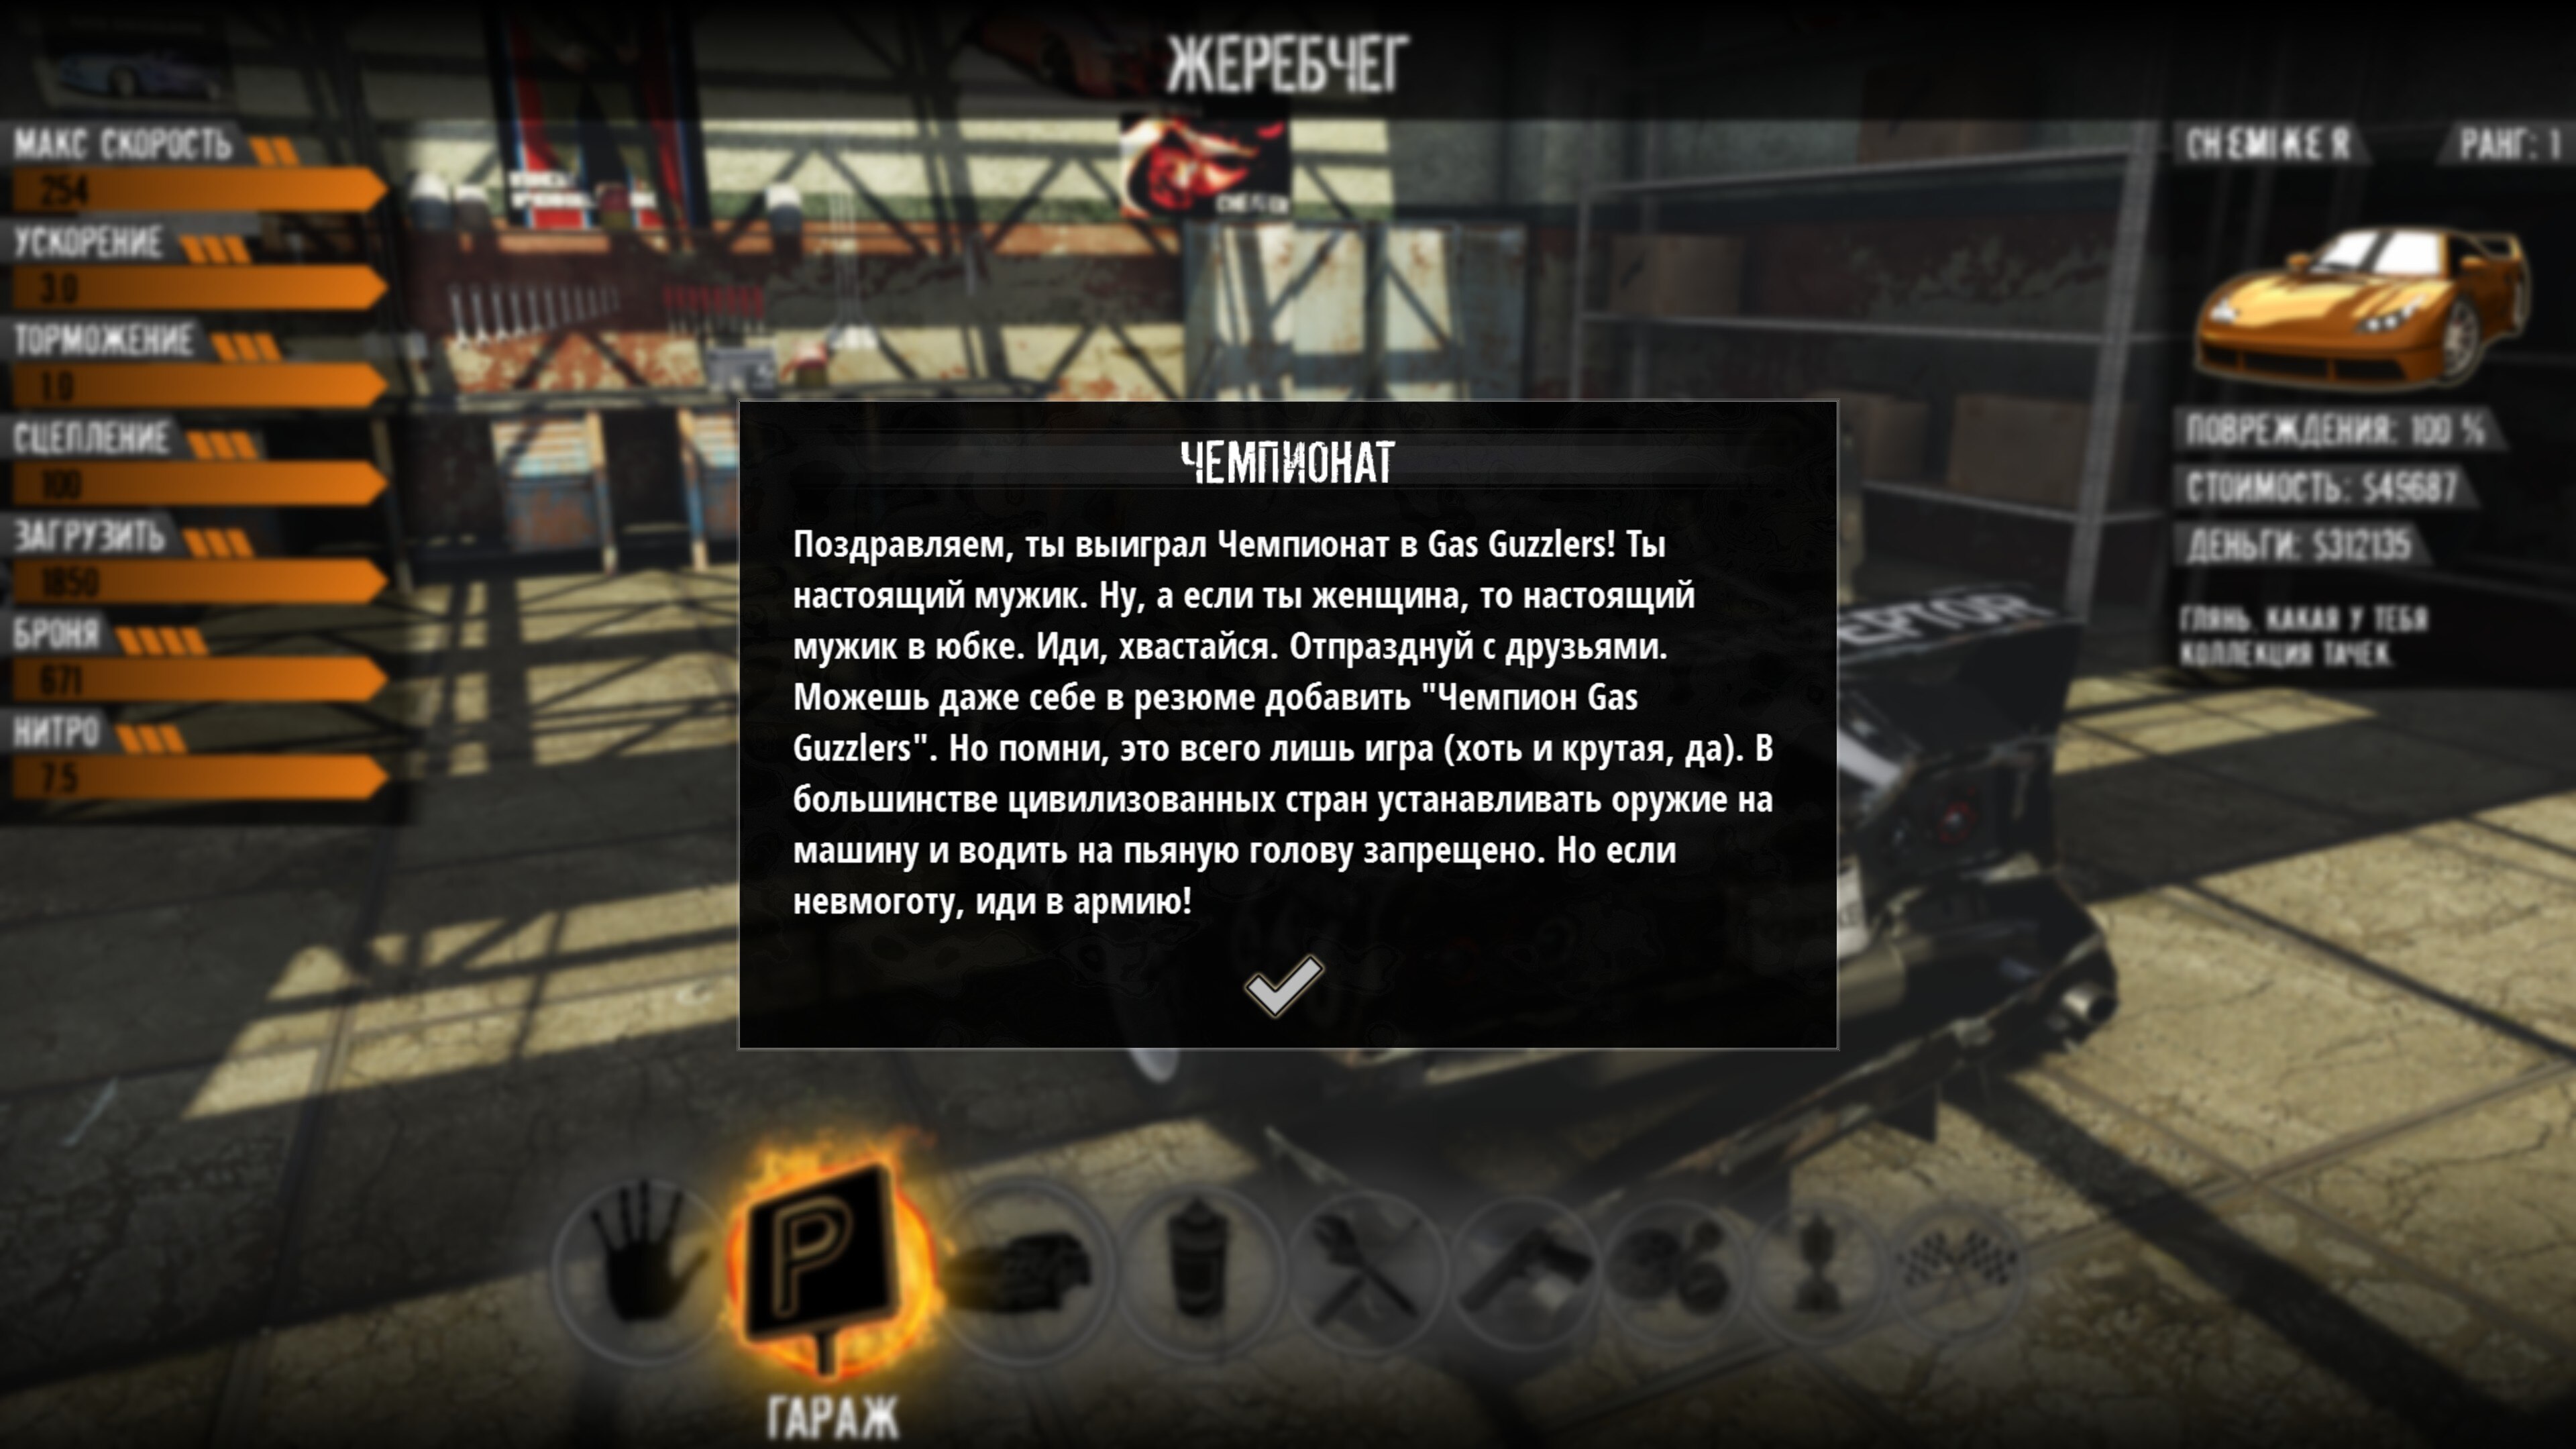 ЖЕРЕБЧЕГ
МАКС СКОРОСТЬ
254
УСКОРЕНИЕ
3.0
ТОРМОЖЕНИЕ
1.0
СЦЕПЛЕНИЕ
100
ЗАГРУЗИТЬ
1850
БРОНЯ
671
НИТРО
7.5
CHEMIKER
РАНГ: 1
ПОВРЕЖДЕНИЯ: 100 %
СТОИМОСТЬ: $49687
ДЕНЬГИ: $312135
ГЛЯНЬ, КАКАЯ У ТЕБЯ
КОЛЛЕКЦИЯ ТАЧЕК.
EPTOR
ЧЕМПИОНАТ
Поздравляем, ты выиграл Чемпионат в Gas Guzzlers! Ты
настоящий мужик. Ну, а если ты женщина, то настоящий
мужик в юбке. Иди, хвастайся. Отпразднуй с друзьями.
Можешь даже себе в резюме добавить "Чемпион Gas
Guzzlers". Но помни, это всего лишь игра (хоть и крутая, да). В
большинстве цивилизованных стран устанавливать оружие на
машину и водить на пьяную голову запрещено. Но если
невмоготу, иди в армию!
P
ГАРАЖ